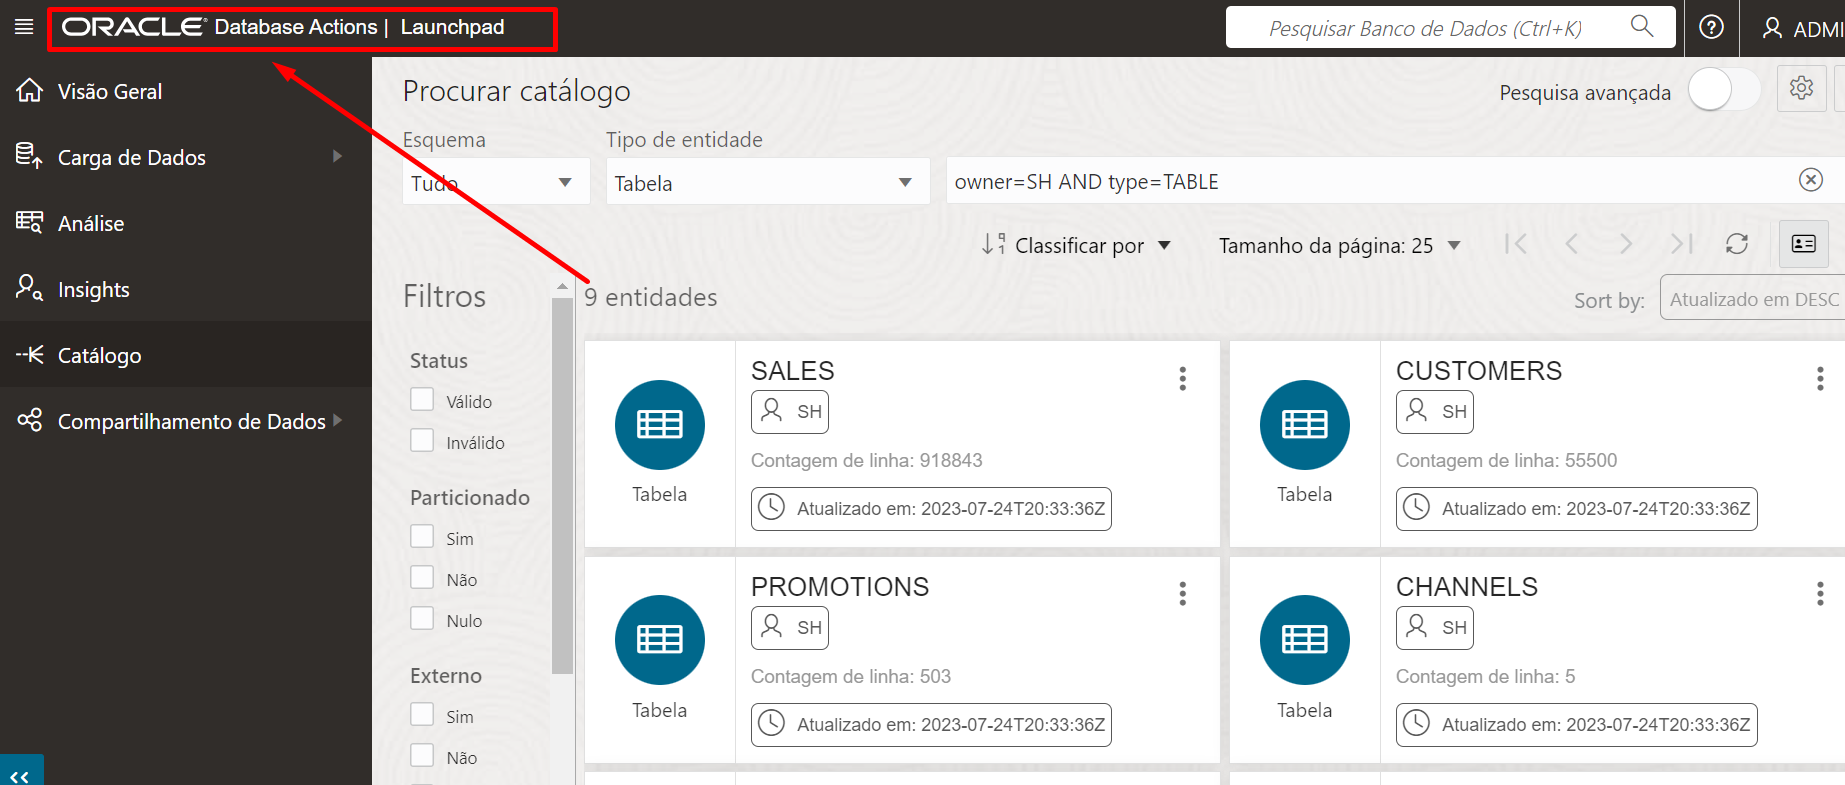 ORACLE® Database Actions | Launchpad
Pesquisar Banco de Dados (Ctrl+K)
ADMI
Visão Geral
Carga de Dados
Análise
Insights
Catálogo
Compartilhamento de Dados
Procurar catálogo
Pesquisa avançada
Esquema
Tipo de entidade
Tudo
Tabela
owner=SH AND type=TABLE
Classificar por
Tamanho da página: 25
Filtros
9 entidades
Sort by:
Atualizado em DESC
Status
Válido
Inválido
Particionado
Sim
Não
Nulo
Externo
Sim
Não
SALES
SH
Contagem de linha: 918843
Tabela
Atualizado em: 2023-07-24T20:33:36Z
CUSTOMERS
SH
Contagem de linha: 55500
Tabela
Atualizado em: 2023-07-24T20:33:36Z
PROMOTIONS
SH
Contagem de linha: 503
Tabela
Atualizado em: 2023-07-24T20:33:36Z
CHANNELS
SH
Contagem de linha: 5
Tabela
Atualizado em: 2023-07-24T20:33:36Z